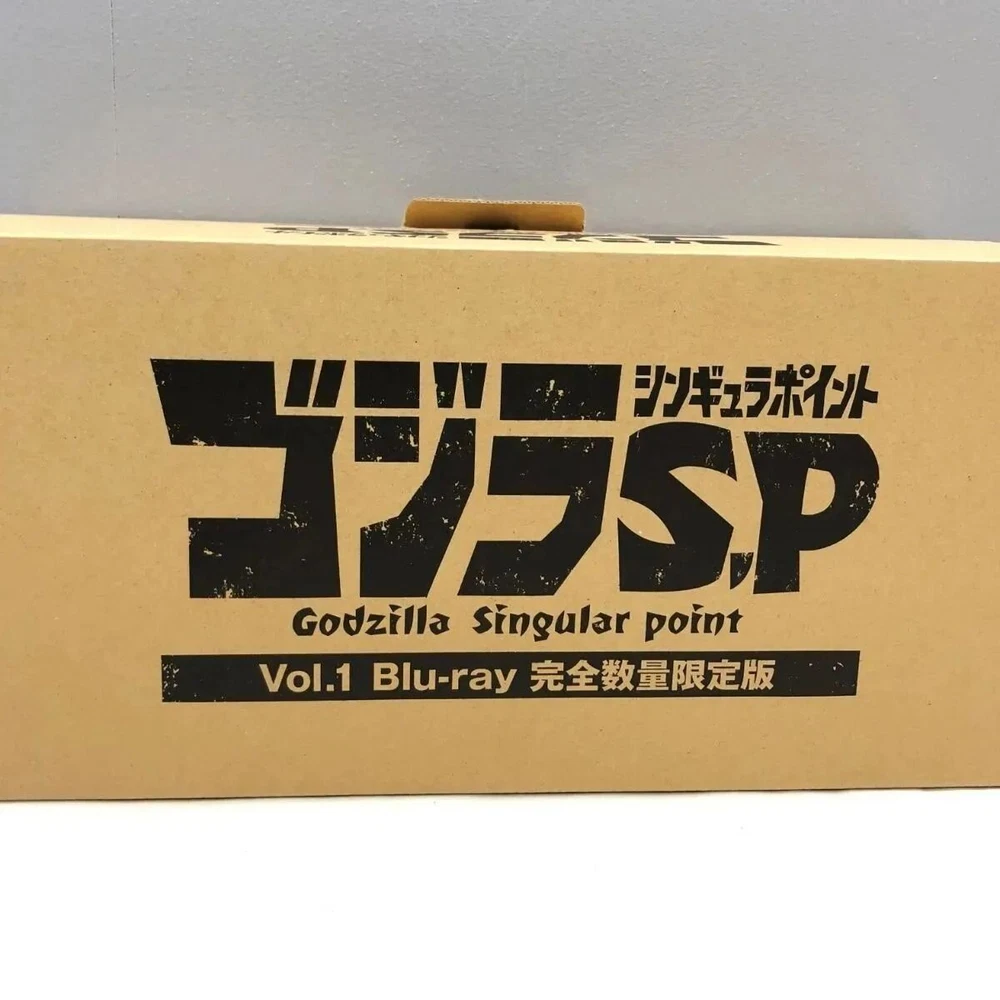 シンギュラポイント
ゴジラS.P
Godzilla Singular point
Vol.1 Blu-ray 完全数量限定版